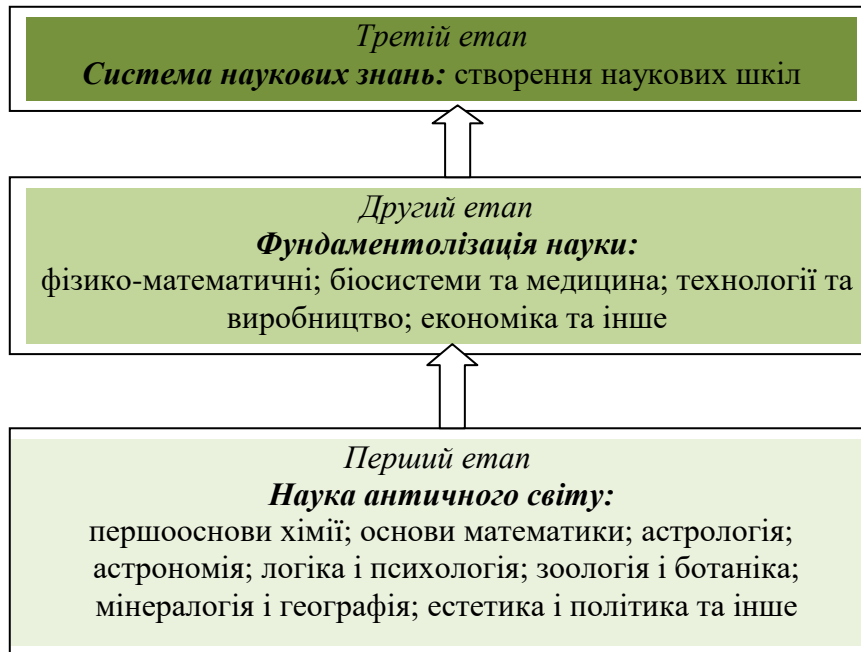 Третій етап
Система наукових знань: створення наукових шкіл
Другий етап
Фундаментолізація науки:
фізико-математичні; біосистеми та медицина; технології та
виробництво; економіка та інше
Перший етап
Наука античного світу:
першооснови хімії; основи математики; астрологія;
астрономія; логіка і психологія; зоологія і ботаніка;
мінералогія і географія; естетика і політика та інше